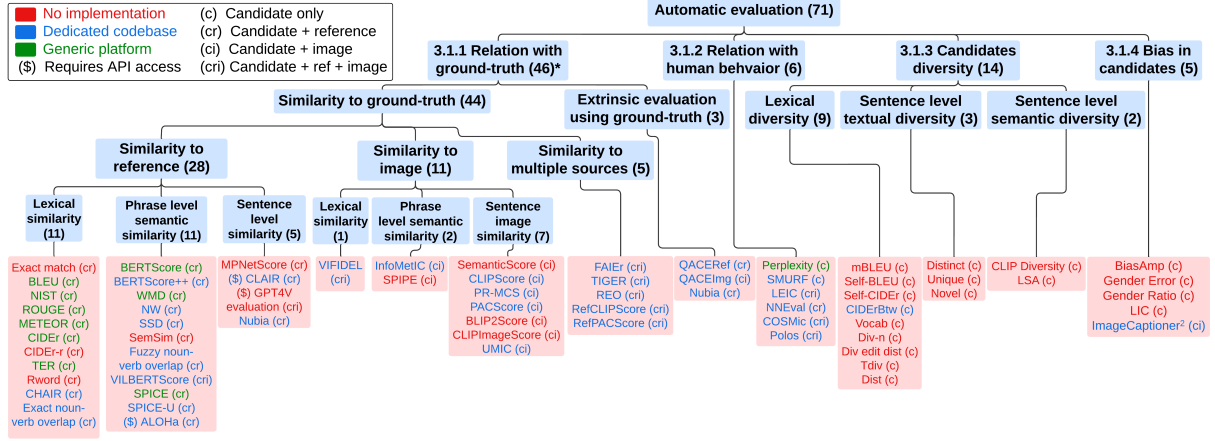 No implementation
(c) Candidate only
Dedicated codebase
(cr) Candidate + reference
Generic platform
(ci) Candidate + image
($) Requires API access
(cri) Candidate + ref + image
Automatic evaluation (71)
3.1.1 Relation with
ground-truth (46)*
3.1.2 Relation with
human behvaior (6)
3.1.3 Candidates
diversity (14)
3.1.4 Bias in
candidates (5)
Similarity to ground-truth (44)
Extrinsic evaluation
using ground-truth (3)
Lexical
diversity (9)
Sentence level
textual diversity (3)
Sentence level
semantic diversity (2)
Similarity to
reference (28)
Similarity to
image (11)
Similarity to
multiple sources (5)
Lexical
similarity
(11)
Phrase level
semantic
similarity (11)
Sentence
level
similarity (5)
Lexical
similarity
(1)
Phrase
level semantic
similarity (2)
Sentence
image
similarity (7)
Exact match (cr)
BLEU (cr)
NIST (cr)
ROUGE (cr)
METEOR (cr)
CIDEr (cr)
CIDEr-r (cr)
TER (cr)
Rword (cr)
CHAIR (cr)
Exact noun-
verb overlap (cr)
BERTScore (cr)
BERTScore++ (cr)
WMD (cr)
NW (cr)
SSD (cr)
SemSim (cr)
Fuzzy noun-
verb overlap (cr)
VILBERTScore (cri)
SPICE (cr)
SPICE-U (cr)
($) ALOHa (cr)
MPNetScore (cr)
($) CLAIR (cr)
($) GPT4V
evaluation (cri)
Nubia (cr)
VIFIDEL
(cri)
InfoMetIC (ci)
SPIPE (ci)
SemanticScore (ci)
CLIPScore (ci)
PR-MCS (ci)
PACScore (ci)
BLIP2Score (ci)
CLIPImageScore (ci)
UMIC (ci)
FAIEr (cri)
TIGER (cri)
REO (cri)
RefCLIPScore (cri)
RefPACScore (cri)
QACERef (cr)
QACEImg (ci)
Nubia (cr)
Perplexity (c)
SMURF (c)
LEIC (cri)
NNEval (cr)
COSMic (cri)
Polos (cri)
mBLEU (c)
Self-BLEU (c)
Self-CIDEr (c)
CIDErBtw (c)
Vocab (c)
Div-n (c)
Div edit dist (c)
Tdiv (c)
Dist (c)
Distinct (c)
Unique (c)
Novel (c)
CLIP Diversity (c)
LSA (c)
BiasAmp (c)
Gender Error (c)
Gender Ratio (c)
LIC (c)
ImageCaptioner² (ci)